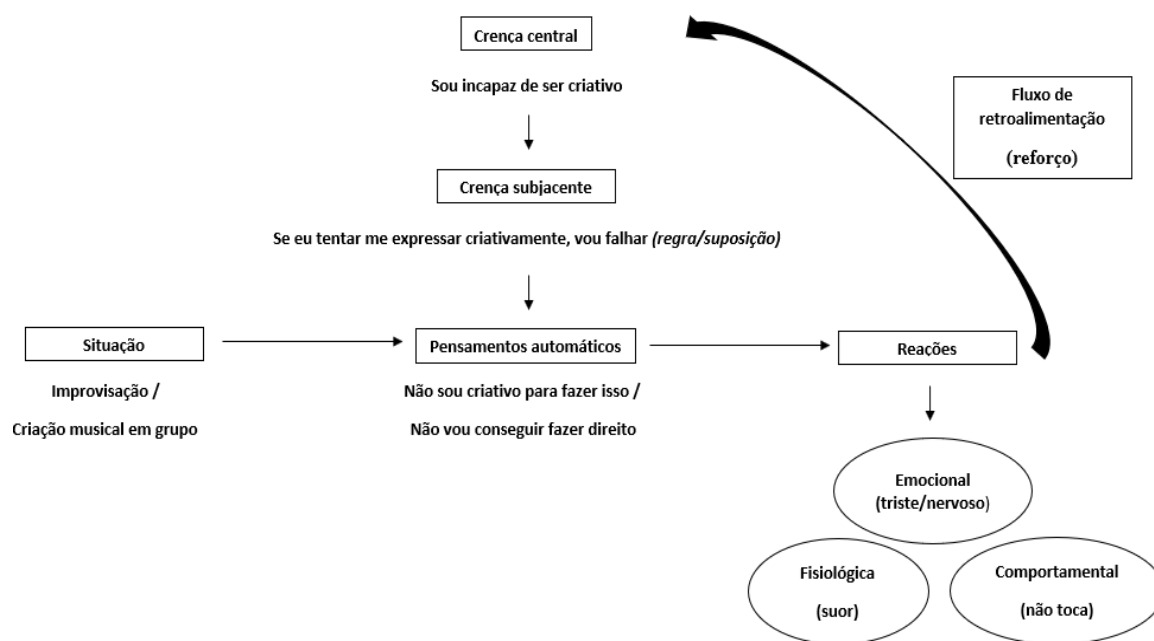 Crença central
Sou incapaz de ser criativo
Fluxo de
retroalimentação
(reforço)
Crença subjacente
Se eu tentar me expressar criativamente, vou falhar (regra/suposição)
Situação
Improvisação /
Criação musical em grupo
Pensamentos automáticos
Não sou criativo para fazer isso /
Não vou conseguir fazer direito
Reações
Emocional
(triste/nervoso)
Fisiológica
(suor)
Comportamental
(não toca)